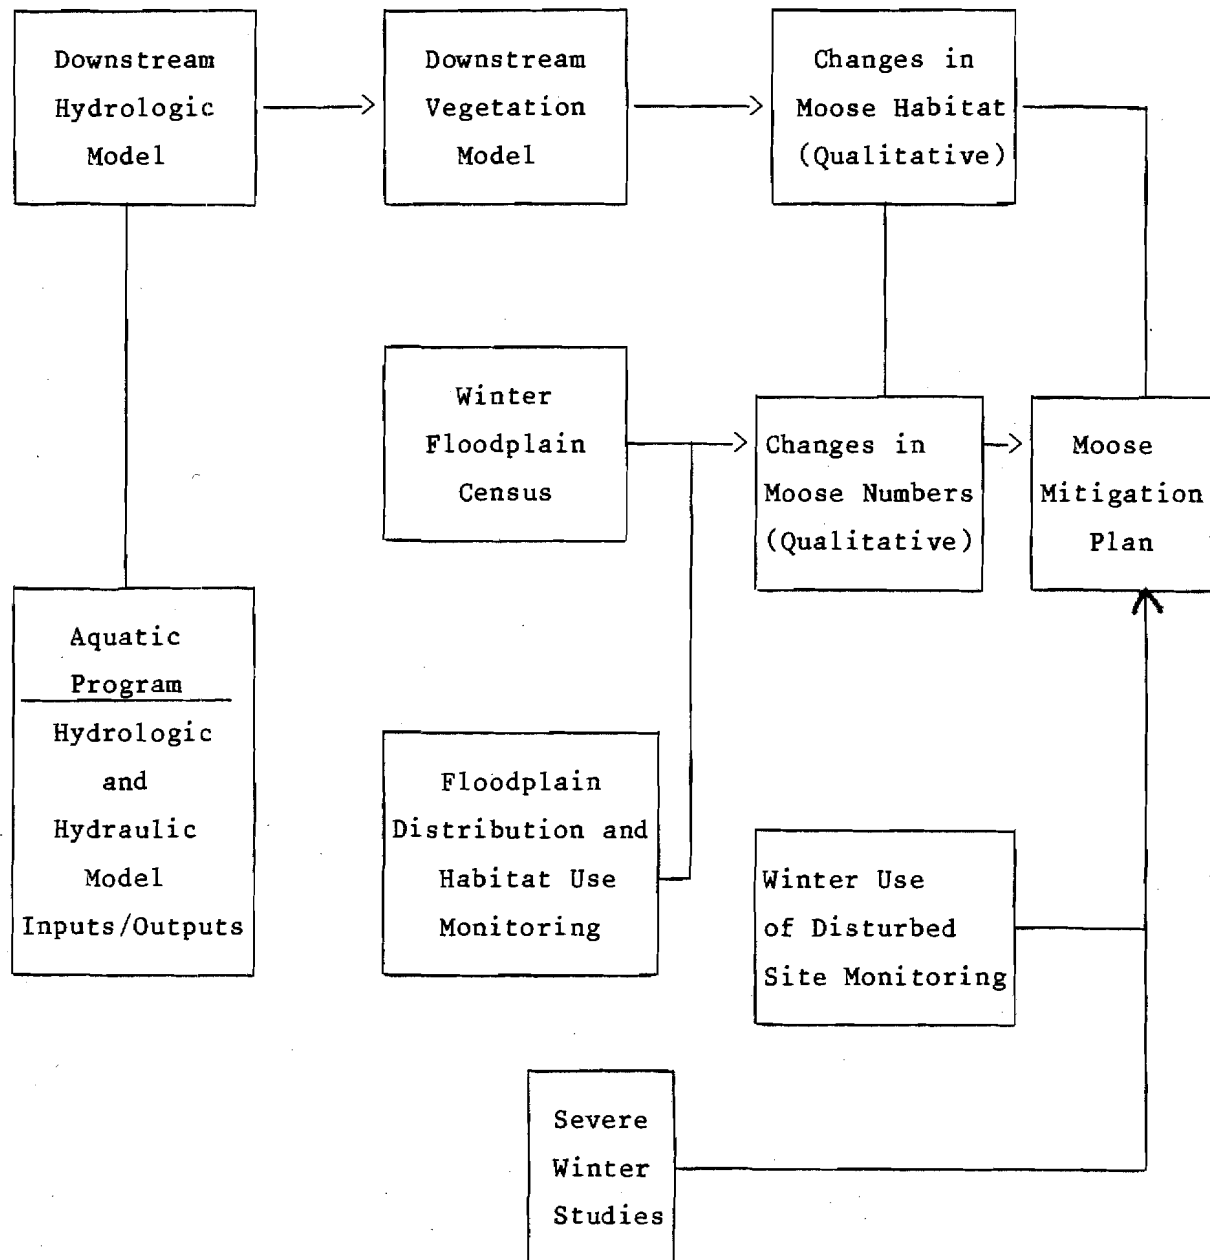 Downstream
Hydrologic
Model
Downstream
Vegetation
Model
Changes in
Moose Habitat
(Qualitative)
Winter
Floodplain
Census
Changes in
Moose Numbers
(Qualitative)
Moose
Mitigation
Plan
Aquatic
Program
Hydrologic
and
Hydraulic
Model
Inputs/Outputs
Floodplain
Distribution and
Habitat Use
Monitoring
Winter Use
of Disturbed
Site Monitoring
Severe
Winter
Studies